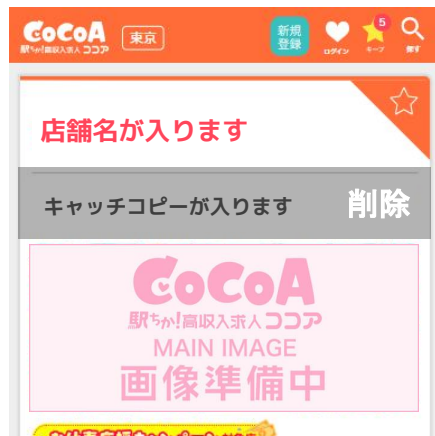 CoCoA
駅ちか!高収入求人 ココア
東京
新規
登録
ログイン
5
キープ
探す
店舗名が入ります
キャッチコピーが入ります
削除
CoCoA
駅ちか!高収入求人ココア
MAIN IMAGE
画像準備中